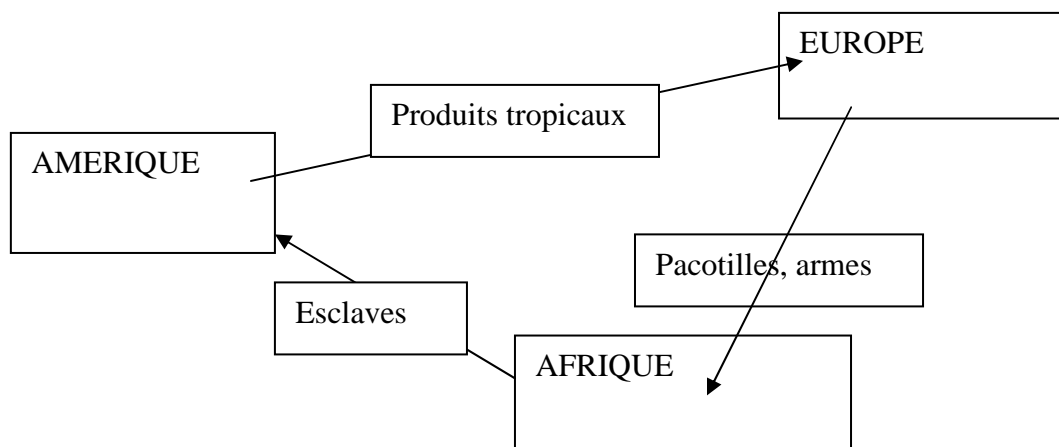 EUROPE
Produits tropicaux
AMERIQUE
Pacotilles, armes
Esclaves
AFRIQUE